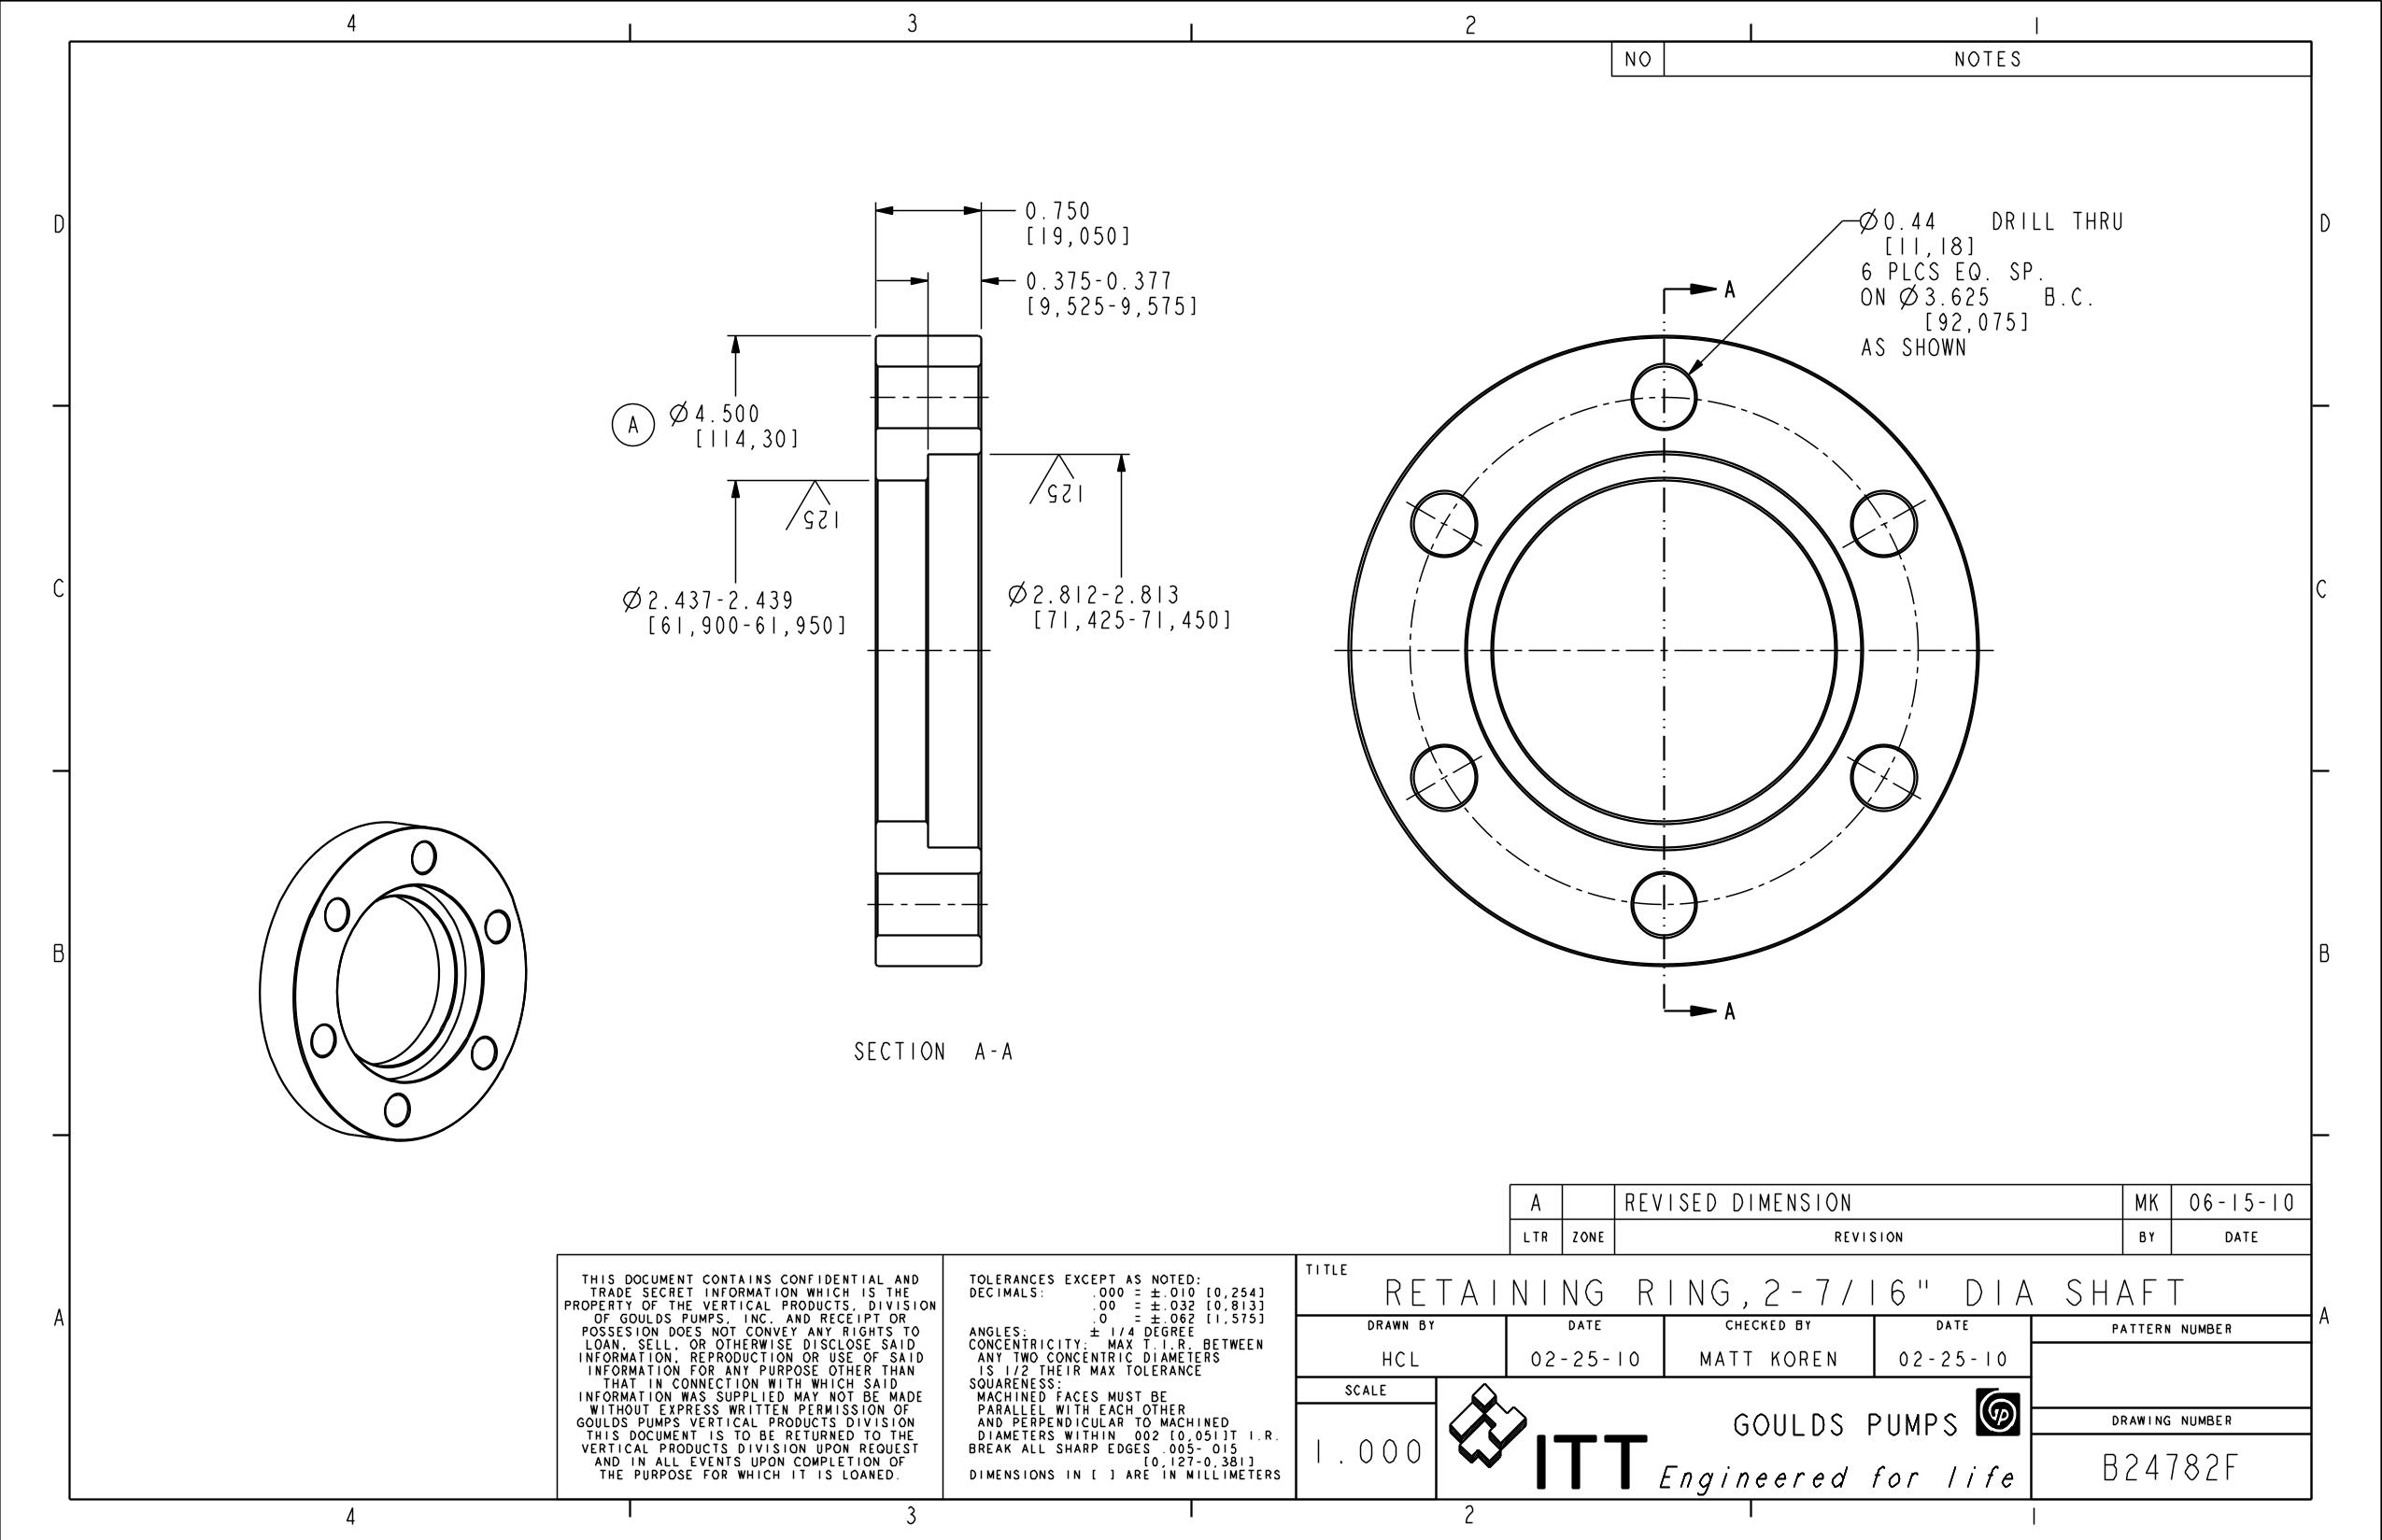 4 3 2 1
NO NOTES
D D
C C
B B
A A
0.750
[19,050]
0.375-0.377
[9,525-9,575]
A Ø4.500
[114,30]
125
125
Ø2.437-2.439
[61,900-61,950]
Ø2.812-2.813
[71,425-71,450]
SECTION A-A
Ø0.44 DRILL THRU
[11,18]
6 PLCS EQ. SP.
ON Ø3.625 B.C.
[92,075]
AS SHOWN
A
A
A REVISED DIMENSION MK 06-15-10
LTR ZONE REVISION BY DATE
THIS DOCUMENT CONTAINS CONFIDENTIAL AND
TRADE SECRET INFORMATION WHICH IS THE
PROPERTY OF THE VERTICAL PRODUCTS, DIVISION
OF GOULDS PUMPS, INC. AND RECEIPT OR
POSSESION DOES NOT CONVEY ANY RIGHTS TO
LOAN, SELL, OR OTHERWISE DISCLOSE SAID
INFORMATION, REPRODUCTION OR USE OF SAID
INFORMATION FOR ANY PURPOSE OTHER THAN
THAT IN CONNECTION WITH WHICH SAID
INFORMATION WAS SUPPLIED MAY NOT BE MADE
WITHOUT EXPRESS WRITTEN PERMISSION OF
GOULDS PUMPS VERTICAL PRODUCTS DIVISION
THIS DOCUMENT IS TO BE RETURNED TO THE
VERTICAL PRODUCTS DIVISION UPON REQUEST
AND IN ALL EVENTS UPON COMPLETION OF
THE PURPOSE FOR WHICH IT IS LOANED.
TOLERANCES EXCEPT AS NOTED:
DECIMALS: .000 = ±.010 [0,254]
.00 = ±.032 [0,813]
.0 = ±.062 [1,575]
ANGLES: ± 1/4 DEGREE
CONCENTRICITY: MAX T.I.R. BETWEEN
ANY TWO CONCENTRIC DIAMETERS
IS 1/2 THEIR MAX TOLERANCE
SQUARENESS:
MACHINED FACES MUST BE
PARALLEL WITH EACH OTHER
AND PERPENDICULAR TO MACHINED
DIAMETERS WITHIN .002 [0,051]T.I.R.
BREAK ALL SHARP EDGES .005-.015
[0,127-0,381]
DIMENSIONS IN [ ] ARE IN MILLIMETERS
TITLE
RETAINING RING,2-7/16" DIA SHAFT
DRAWN BY DATE CHECKED BY DATE PATTERN NUMBER
HCL 02-25-10 MATT KOREN 02-25-10
SCALE
1.000
ITT
GOULDS PUMPS
Engineered for life
DRAWING NUMBER
B24782F
4 3 2 1